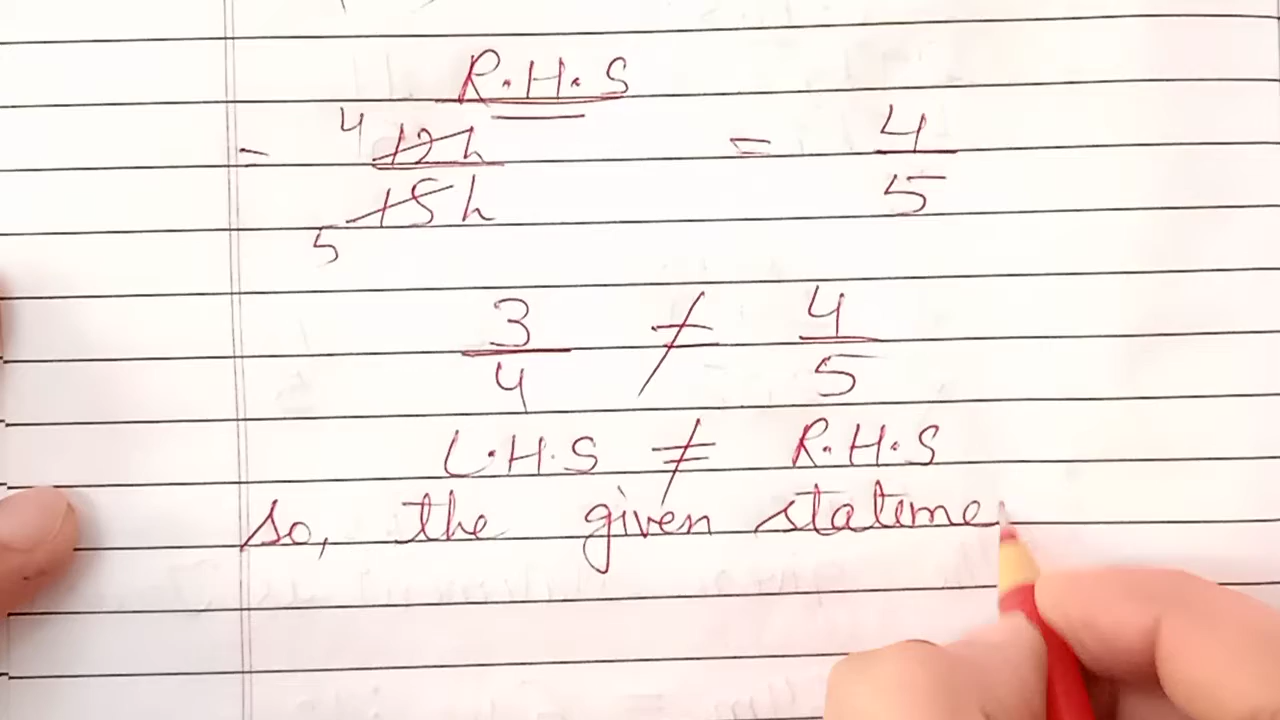 R.H.S
= 4 12h / 15h 5 = 4/5
3/4 ≠ 4/5
L.H.S ≠ R.H.S
So, the given stateme